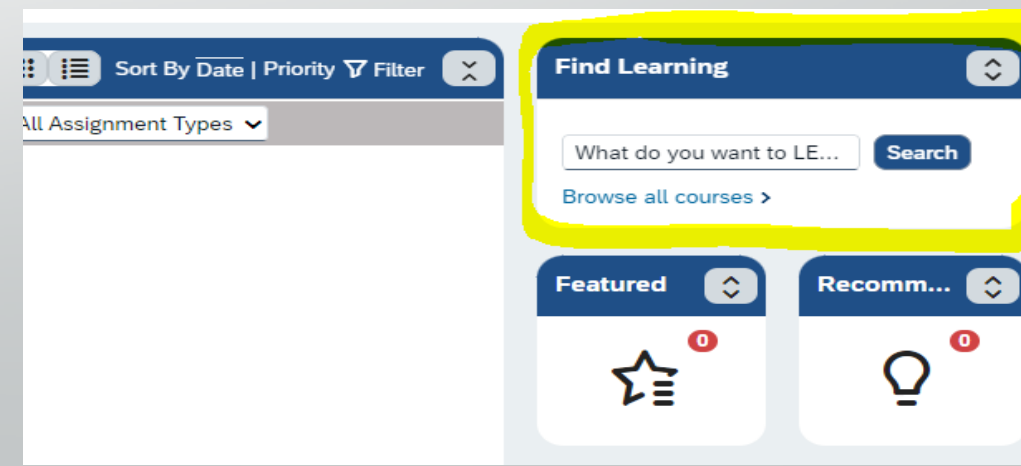 Sort By Date | Priority Filter
All Assignment Types
Find Learning
What do you want to LE... Search
Browse all courses >
Featured
0
Recomm...
0